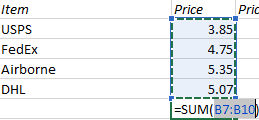 Item Price Pric
USPS 3.85
FedEx 4.75
Airborne 5.35
DHL 5.07
=SUM(B7:B10)